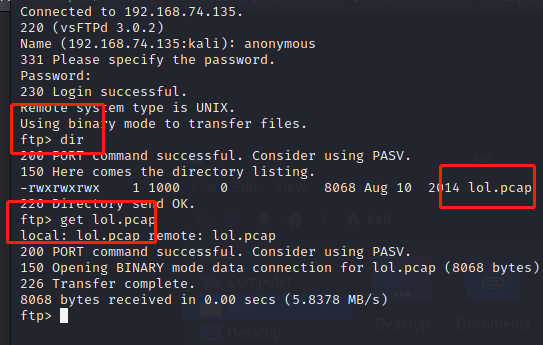 Connected to 192.168.74.135.
220 (vsFTPd 3.0.2)
Name (192.168.74.135:kali): anonymous
331 Please specify the password.
Password:
230 Login successful.
Remote system type is UNIX.
Using binary mode to transfer files.
ftp> dir
200 PORT command successful. Consider using PASV.
150 Here comes the directory listing.
-rwxrwxrwx    1 1000     0            8068 Aug 10  2014 lol.pcap
226 Directory send OK.
ftp> get lol.pcap
local: lol.pcap remote: lol.pcap
200 PORT command successful. Consider using PASV.
150 Opening BINARY mode data connection for lol.pcap (8068 bytes).
226 Transfer complete.
8068 bytes received in 0.00 secs (5.8378 MB/s)
ftp>
kali
Computer
Desktop
Desktop
Documents